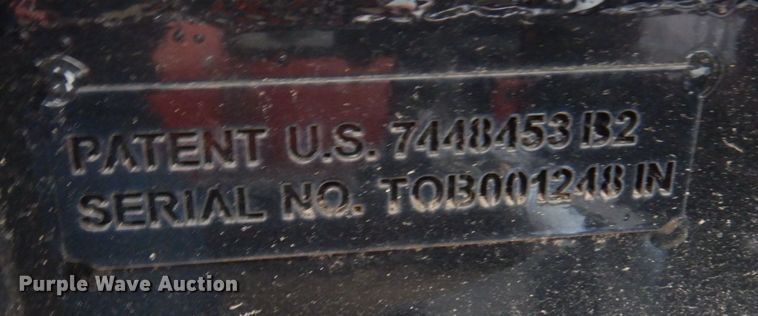 PATENT U.S. 7448453 B2
SERIAL NO. TOB001248 IN
Purple Wave Auction